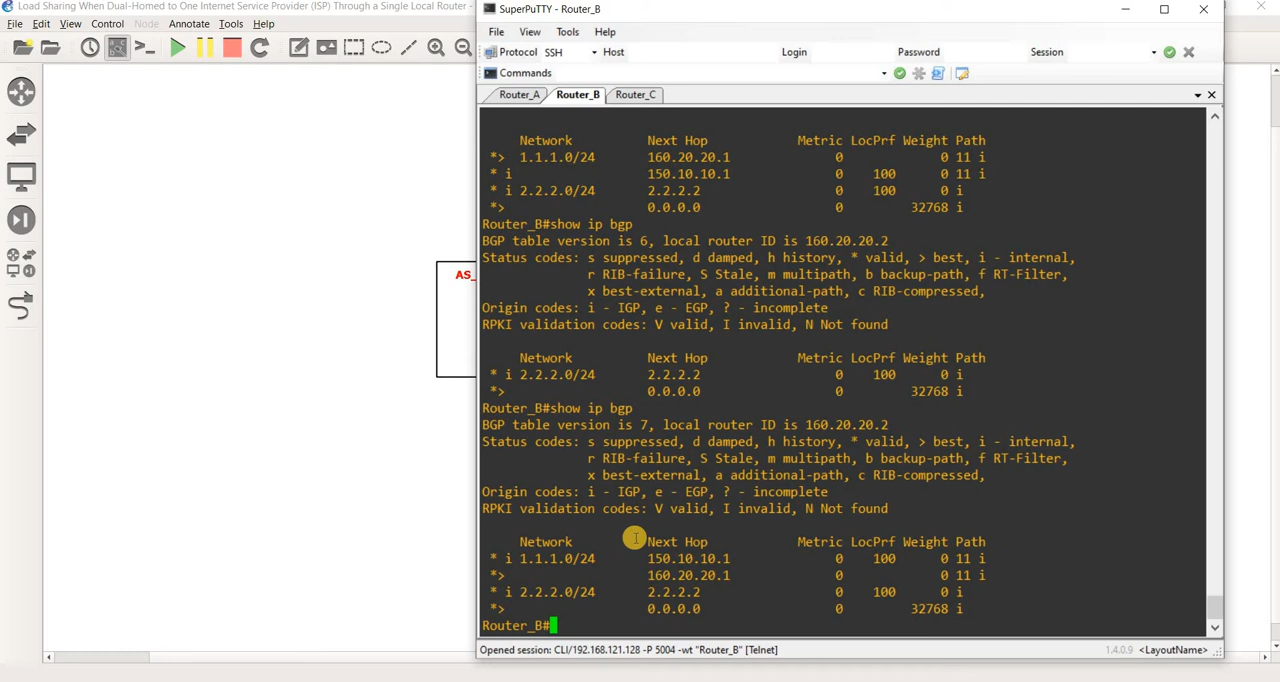 Load Sharing When Dual-Homed to One Internet Service Provider (ISP) Through a Single Local Router -
File Edit View Control Node Annotate Tools Help
AS_
SuperPuTTY - Router_B
File View Tools Help
Protocol SSH Host Login Password Session
Commands
Router_A Router_B Router_C
Network Next Hop Metric LocPrf Weight Path
*> 1.1.1.0/24 160.20.20.1 0 0 11 i
* i 150.10.10.1 0 100 0 11 i
* i 2.2.2.0/24 2.2.2.2 0 100 0 i
*> 0.0.0.0 0 32768 i
Router_B#show ip bgp
BGP table version is 6, local router ID is 160.20.20.2
Status codes: s suppressed, d damped, h history, * valid, > best, i - internal,
r RIB-failure, S Stale, m multipath, b backup-path, f RT-Filter,
x best-external, a additional-path, c RIB-compressed,
Origin codes: i - IGP, e - EGP, ? - incomplete
RPKI validation codes: V valid, I invalid, N Not found
Network Next Hop Metric LocPrf Weight Path
* i 2.2.2.0/24 2.2.2.2 0 100 0 i
*> 0.0.0.0 0 32768 i
Router_B#show ip bgp
BGP table version is 7, local router ID is 160.20.20.2
Status codes: s suppressed, d damped, h history, * valid, > best, i - internal,
r RIB-failure, S Stale, m multipath, b backup-path, f RT-Filter,
x best-external, a additional-path, c RIB-compressed,
Origin codes: i - IGP, e - EGP, ? - incomplete
RPKI validation codes: V valid, I invalid, N Not found
Network Next Hop Metric LocPrf Weight Path
* i 1.1.1.0/24 150.10.10.1 0 100 0 11 i
*> 160.20.20.1 0 0 11 i
* i 2.2.2.0/24 2.2.2.2 0 100 0 i
*> 0.0.0.0 0 32768 i
Router_B#
Opened session: CLI/192.168.121.128 -P 5004 -wt "Router_B" [Telnet] 1.4.0.9 <LayoutName>